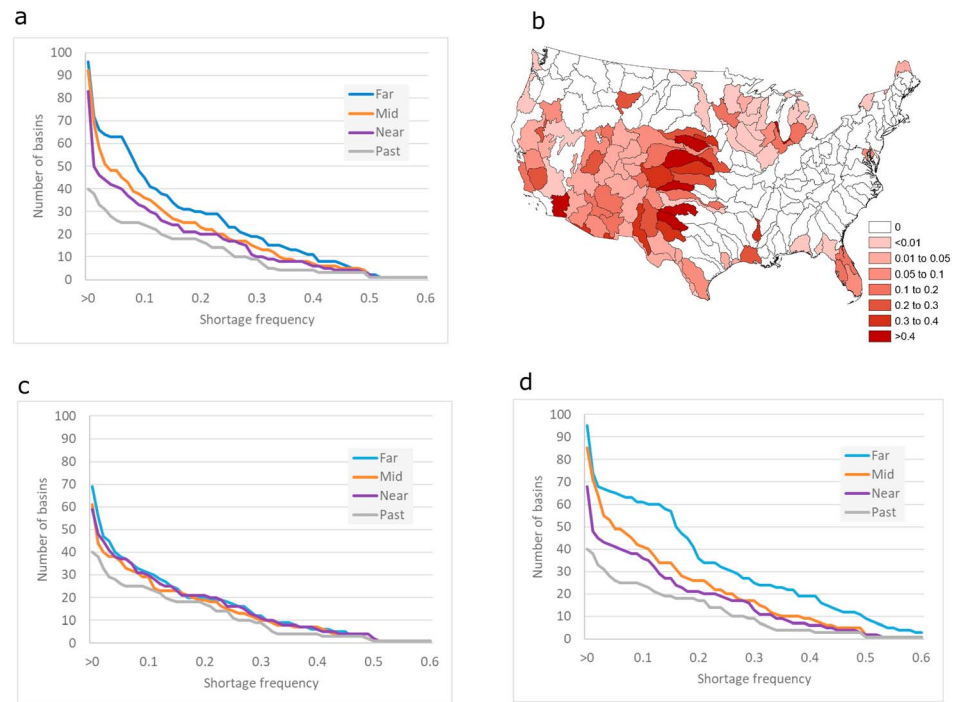 a
100
90
80
70
60
50
40
30
20
10
0
Number of basins
>0
0.1
0.2
0.3
0.4
0.5
0.6
Shortage frequency
Far
Mid
Near
Past
b
0
<0.01
0.01 to 0.05
0.05 to 0.1
0.1 to 0.2
0.2 to 0.3
0.3 to 0.4
>0.4
c
100
90
80
70
60
50
40
30
20
10
0
Number of basins
>0
0.1
0.2
0.3
0.4
0.5
0.6
Shortage frequency
Far
Mid
Near
Past
d
100
90
80
70
60
50
40
30
20
10
0
Number of basins
>0
0.1
0.2
0.3
0.4
0.5
0.6
Shortage frequency
Far
Mid
Near
Past